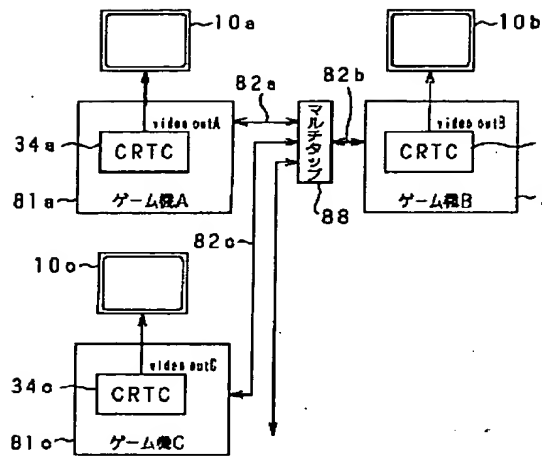 10a
10b
82a
82b
video outA
マルチタップ
video outB
34a
CRTC
CRTC
81a
ゲーム機A
88
ゲーム機B
82c
10c
video outC
34c
CRTC
81c
ゲーム機C